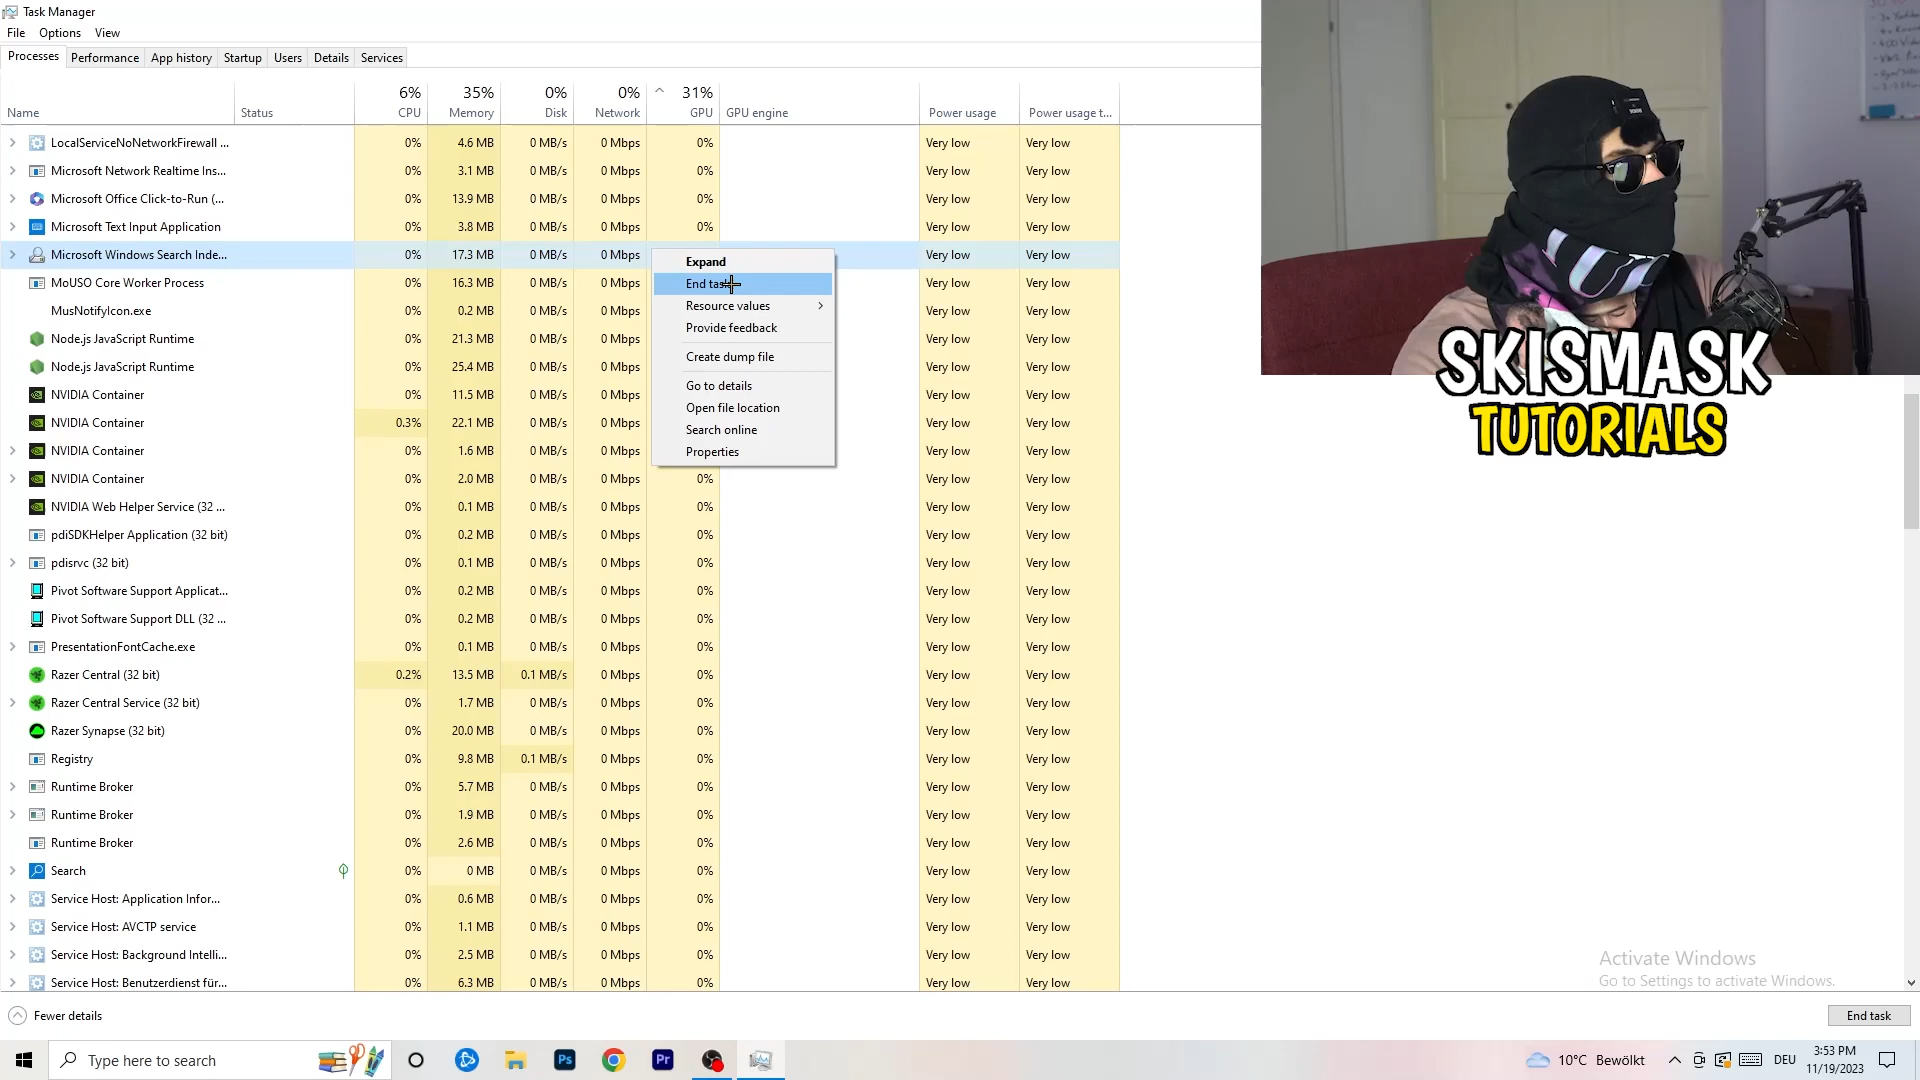 Task Manager
File Options View
Processes Performance App history Startup Users Details Services
6% 35% 0% 0% 31%
Name Status CPU Memory Disk Network GPU GPU engine Power usage Power usage t...
LocalServiceNoNetworkFirewall ... 0% 4.6 MB 0 MB/s 0 Mbps 0% Very low Very low
Microsoft Network Realtime Ins... 0% 3.1 MB 0 MB/s 0 Mbps 0% Very low Very low
Microsoft Office Click-to-Run (... 0% 13.9 MB 0 MB/s 0 Mbps 0% Very low Very low
Microsoft Text Input Application 0% 3.8 MB 0 MB/s 0 Mbps 0% Very low Very low
Microsoft Windows Search Inde... 0% 17.3 MB 0 MB/s 0 Mbps Very low Very low
Expand
MoUSO Core Worker Process 0% 16.3 MB 0 MB/s 0 Mbps End task Very low Very low
Resource values
MusNotifyIcon.exe 0% 0.2 MB 0 MB/s 0 Mbps Very low Very low
Provide feedback
Node.js JavaScript Runtime 0% 21.3 MB 0 MB/s 0 Mbps Very low Very low
Create dump file
Node.js JavaScript Runtime 0% 25.4 MB 0 MB/s 0 Mbps Very low Very low
Go to details
NVIDIA Container 0% 11.5 MB 0 MB/s 0 Mbps Very low Very low
Open file location
NVIDIA Container 0.3% 22.1 MB 0 MB/s 0 Mbps Very low Very low
Search online
NVIDIA Container 0% 1.6 MB 0 MB/s 0 Mbps Properties Very low Very low
NVIDIA Container 0% 2.0 MB 0 MB/s 0 Mbps 0% Very low Very low
NVIDIA Web Helper Service (32 ... 0% 0.1 MB 0 MB/s 0 Mbps 0% Very low Very low
pdiSDKHelper Application (32 bit) 0% 0.2 MB 0 MB/s 0 Mbps 0% Very low Very low
pdisrvc (32 bit) 0% 0.1 MB 0 MB/s 0 Mbps 0% Very low Very low
Pivot Software Support Applicat... 0% 0.2 MB 0 MB/s 0 Mbps 0% Very low Very low
Pivot Software Support DLL (32 ... 0% 0.2 MB 0 MB/s 0 Mbps 0% Very low Very low
PresentationFontCache.exe 0% 0.1 MB 0 MB/s 0 Mbps 0% Very low Very low
Razer Central (32 bit) 0.2% 13.5 MB 0.1 MB/s 0 Mbps 0% Very low Very low
Razer Central Service (32 bit) 0% 1.7 MB 0 MB/s 0 Mbps 0% Very low Very low
Razer Synapse (32 bit) 0% 20.0 MB 0 MB/s 0 Mbps 0% Very low Very low
Registry 0% 9.8 MB 0.1 MB/s 0 Mbps 0% Very low Very low
Runtime Broker 0% 5.7 MB 0 MB/s 0 Mbps 0% Very low Very low
Runtime Broker 0% 1.9 MB 0 MB/s 0 Mbps 0% Very low Very low
Runtime Broker 0% 2.6 MB 0 MB/s 0 Mbps 0% Very low Very low
Search 0% 0 MB 0 MB/s 0 Mbps 0% Very low Very low
Service Host: Application Infor... 0% 0.6 MB 0 MB/s 0 Mbps 0% Very low Very low
Service Host: AVCTP service 0% 1.1 MB 0 MB/s 0 Mbps 0% Very low Very low
Service Host: Background Intelli... 0% 2.5 MB 0 MB/s 0 Mbps 0% Very low Very low
Service Host: Benutzerdienst für... 0% 6.3 MB 0 MB/s 0 Mbps 0% Very low Very low
SKISMASK
TUTORIALS
Activate Windows
Go to Settings to activate Windows.
Fewer details End task
Type here to search Ps Pr 10°C Bewölkt DEU 3:53 PM
11/19/2023